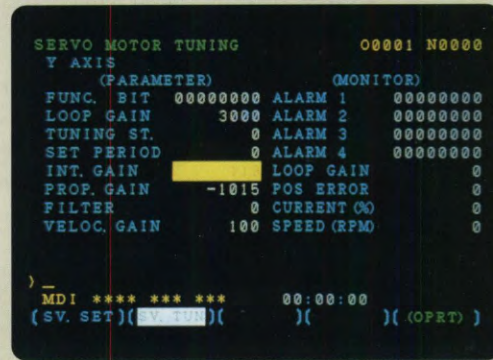 SERVO MOTOR TUNING O0001 N0000
Y AXIS
(PARAMETER) (MONITOR)
FUNC. BIT 00000000 ALARM 1 00000000
LOOP GAIN 3000 ALARM 2 00000000
TUNING ST. 0 ALARM 3 00000000
SET PERIOD 0 ALARM 4 00000000
INT. GAIN LOOP GAIN 0
PROP. GAIN -1015 POS ERROR 0
FILTER 0 CURRENT (%) 0
VELOC. GAIN 100 SPEED (RPM) 0
) _
MDI **** *** *** 00:00:00
[ SV. SET ][ SV. TUN ][ ][ ][ (OPRT) ]